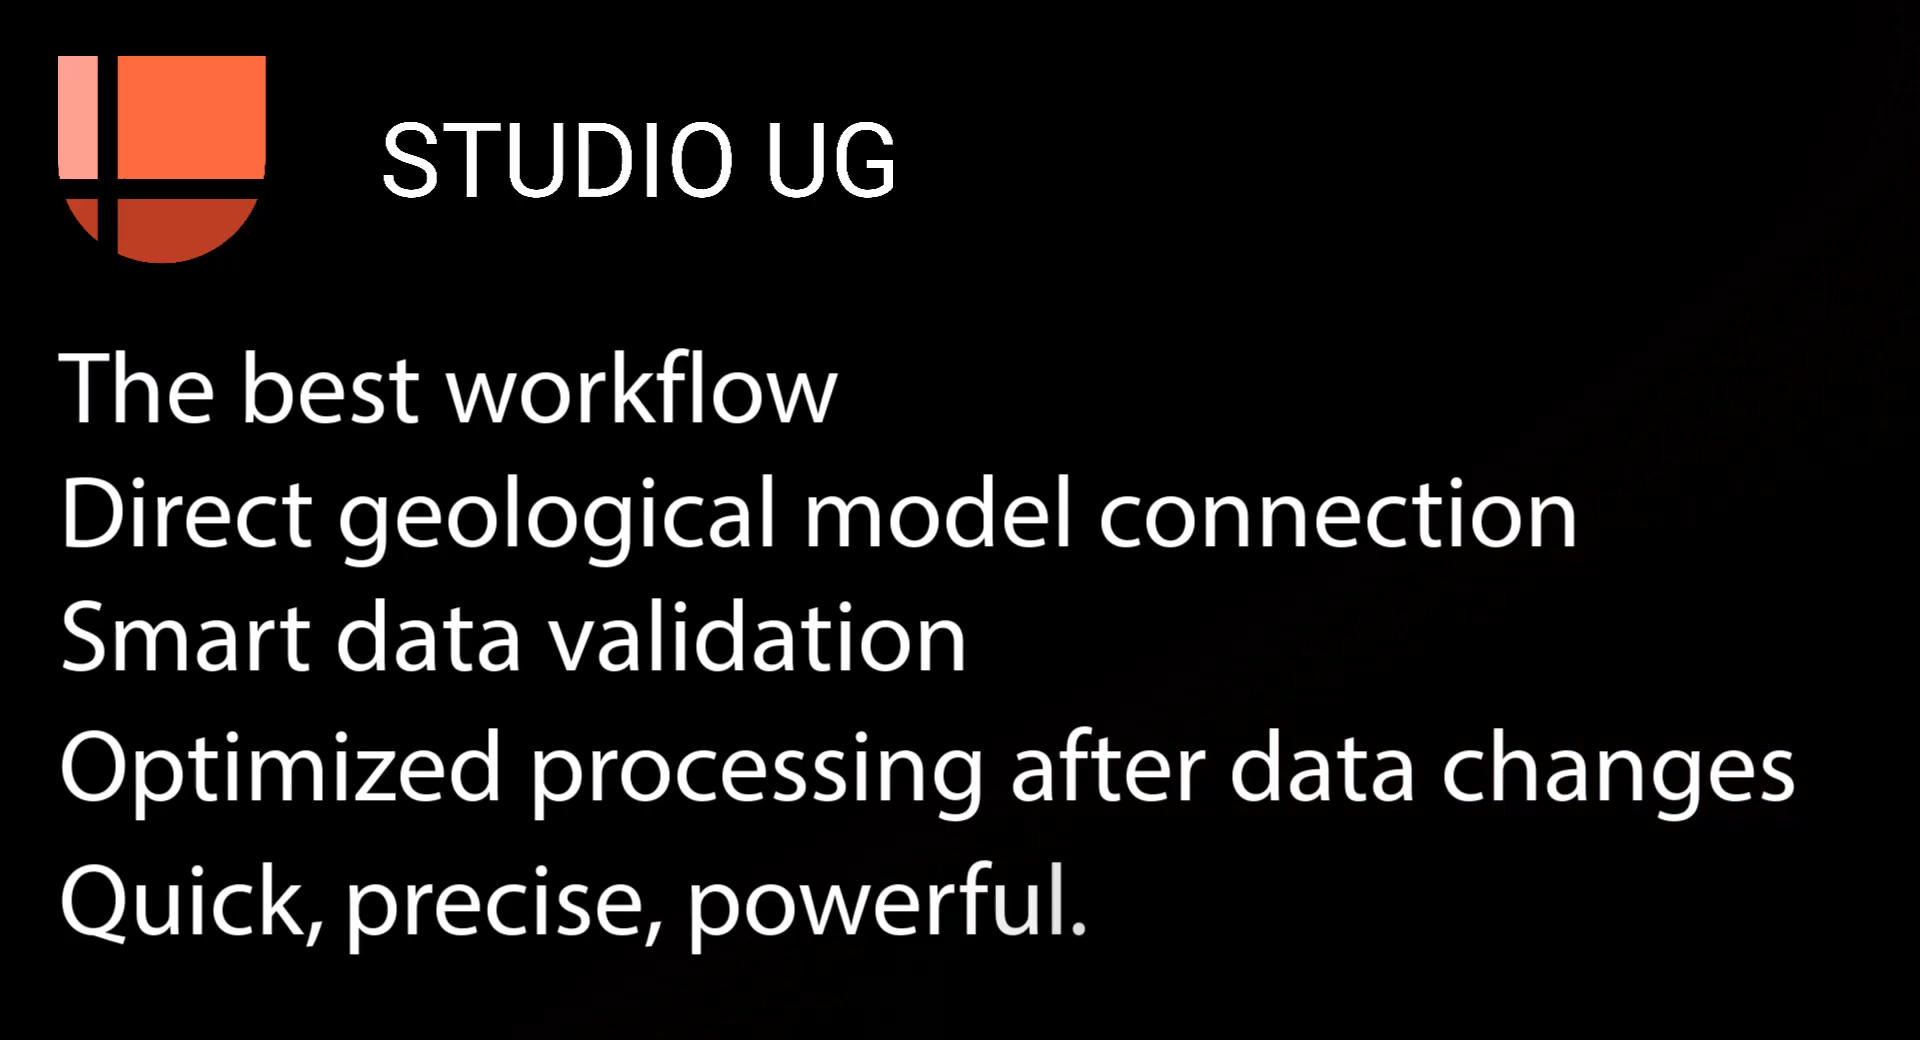 STUDIO UG
The best workflow
Direct geological model connection
Smart data validation
Optimized processing after data changes
Quick, precise, powerful.